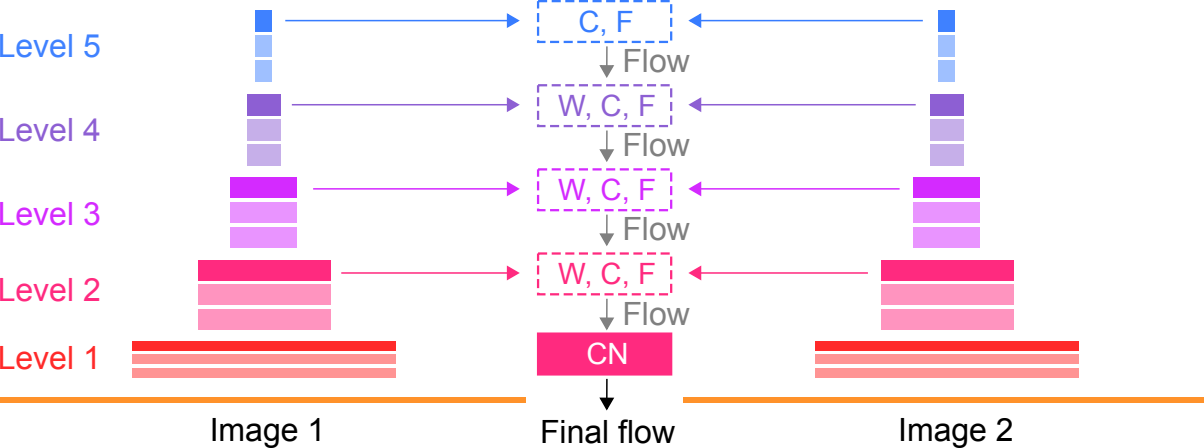 Level 5
C, F
Flow
Level 4
W, C, F
Flow
Level 3
W, C, F
Flow
Level 2
W, C, F
Flow
Level 1
CN
Image 1
Final flow
Image 2